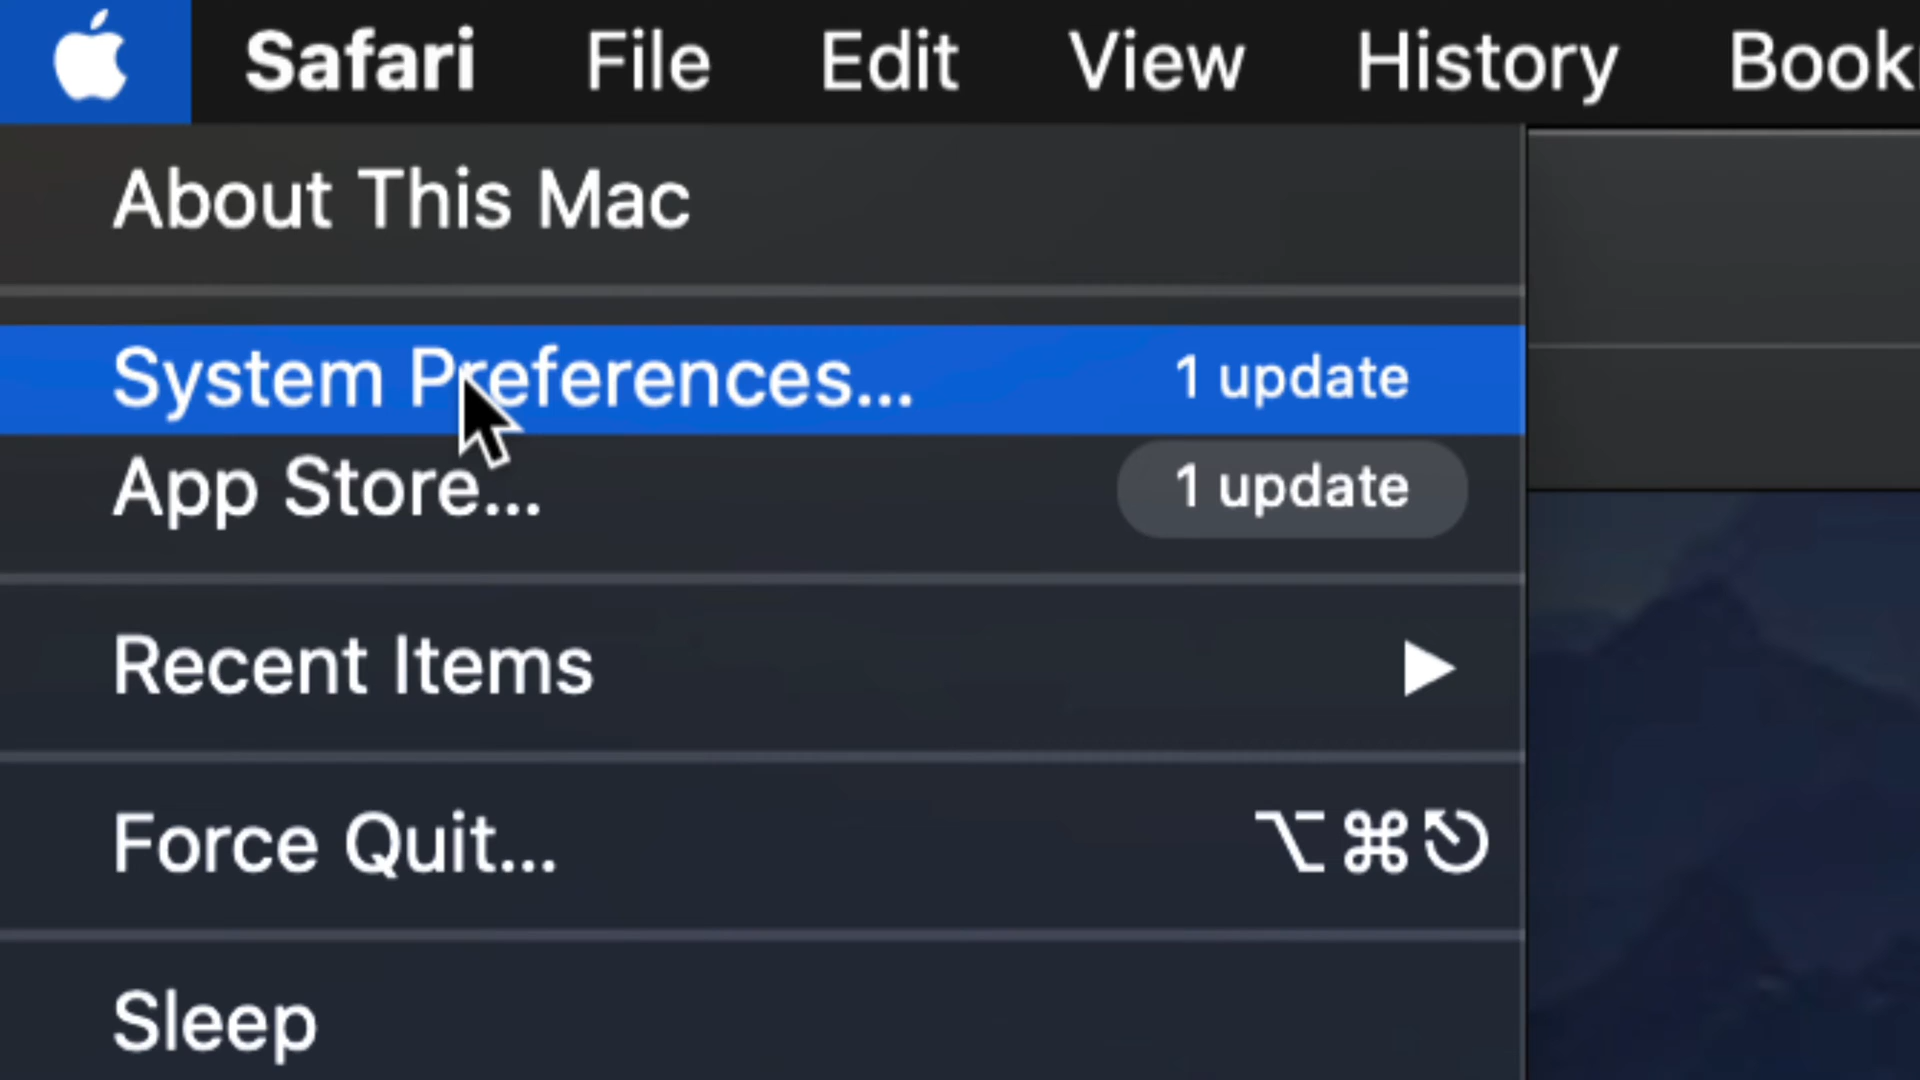 Safari File Edit View History Book
About This Mac
System Preferences... 1 update
App Store... 1 update
Recent Items ▶
Force Quit... ⌥⌘⎋
Sleep